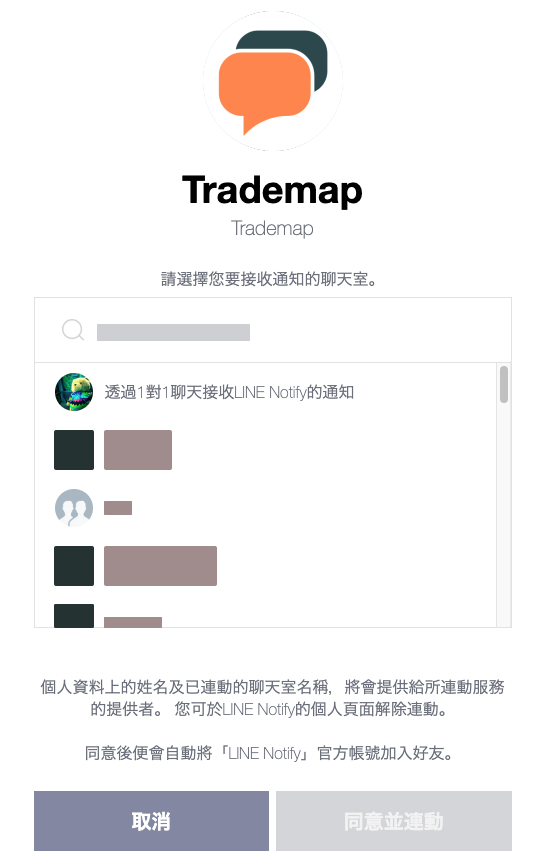 Trademap
Trademap
請選擇您要接收通知的聊天室。
透過1對1聊天接收LINE Notify的通知
個人資料上的姓名及已連動的聊天室名稱，將會提供給所連動服務
的提供者。 您可於LINE Notify的個人頁面解除連動。
同意後便會自動將「LINE Notify」官方帳號加入好友。
取消
同意並連動